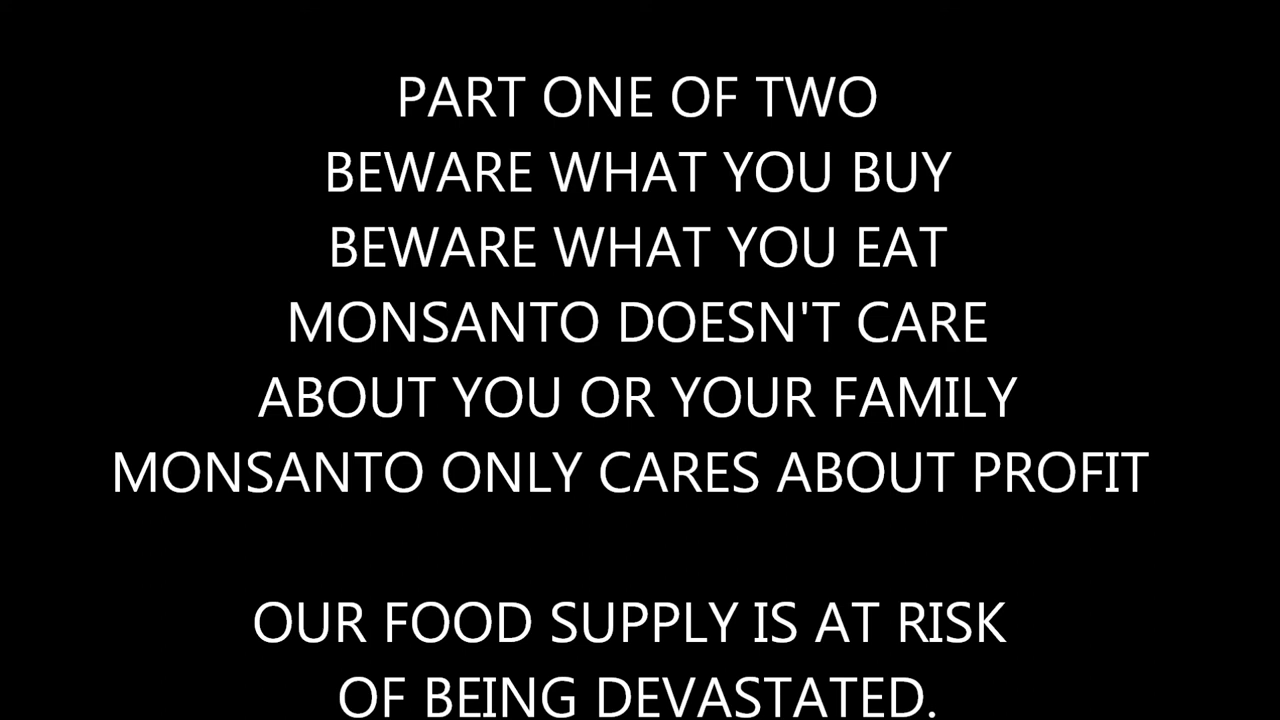 PART ONE OF TWO
BEWARE WHAT YOU BUY
BEWARE WHAT YOU EAT
MONSANTO DOESN'T CARE
ABOUT YOU OR YOUR FAMILY
MONSANTO ONLY CARES ABOUT PROFIT
OUR FOOD SUPPLY IS AT RISK
OF BEING DEVASTATED.